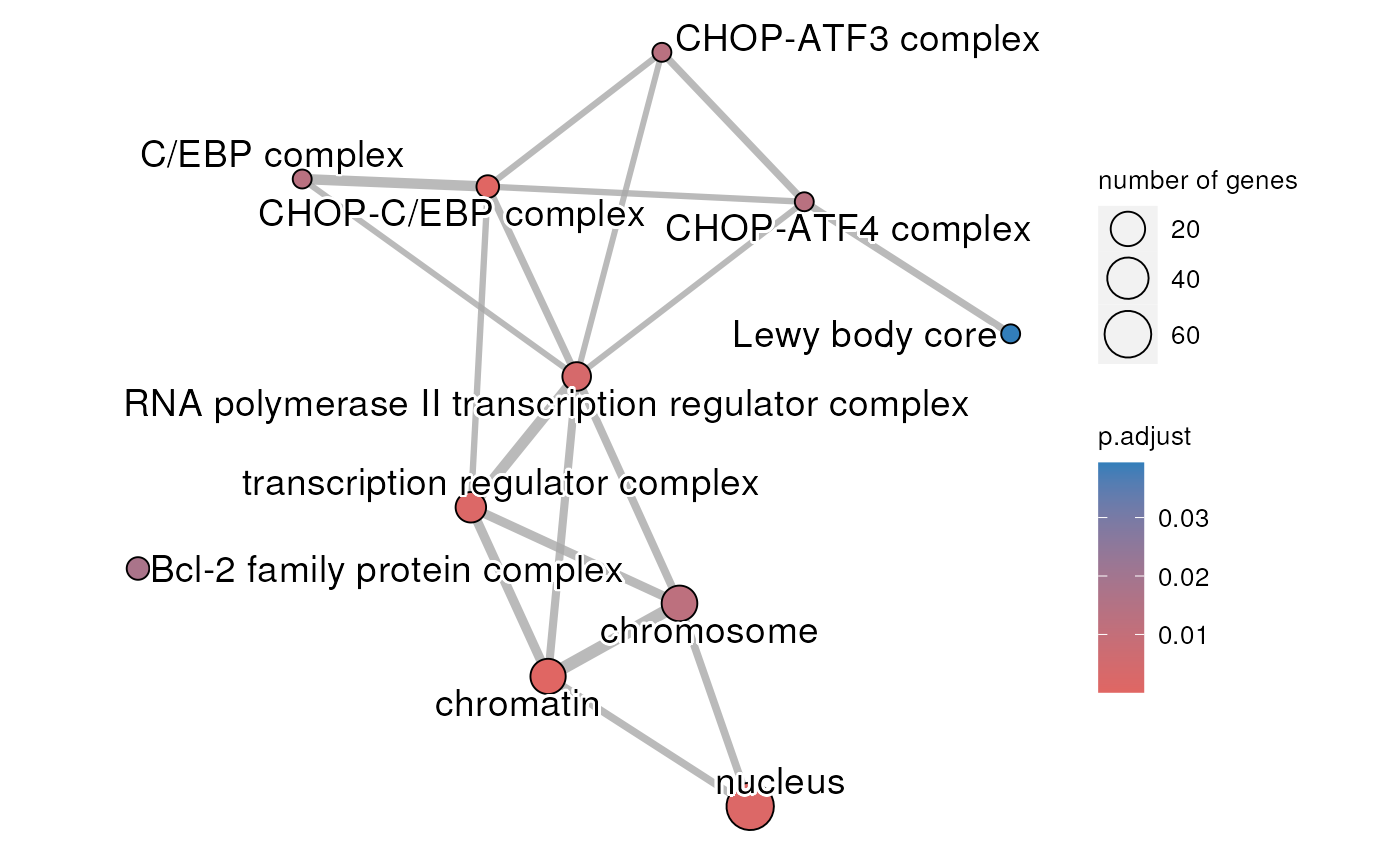 CHOP-ATF3 complex
C/EBP complex
CHOP-C/EBP complex
CHOP-ATF4 complex
Lewy body core
RNA polymerase II transcription regulator complex
transcription regulator complex
Bcl-2 family protein complex
chromosome
chromatin
nucleus
number of genes
20
40
60
p.adjust
0.03
0.02
0.01